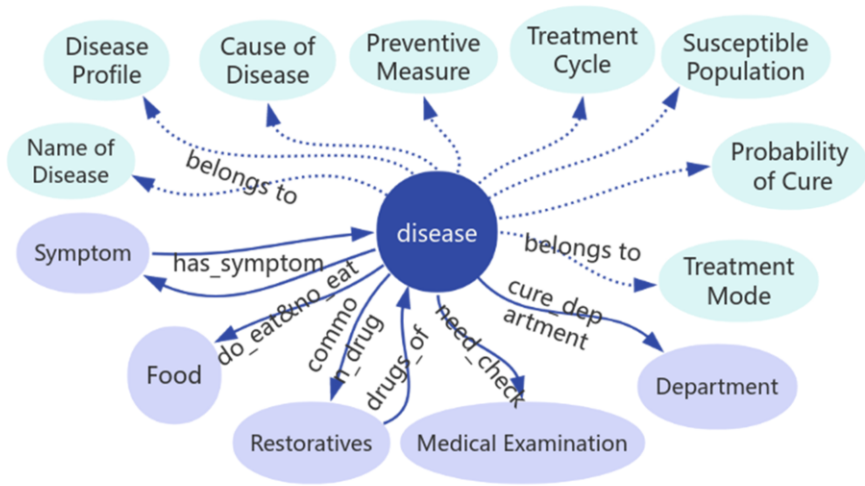 Disease
Profile
Cause of
Disease
Preventive
Measure
Treatment
Cycle
Susceptible
Population
Name of
Disease
belongs to
Probability
of Cure
disease
Symptom
has_symptom
belongs to
Treatment
Mode
do_eat&no_eat
commo
n_drug
drugs_of
need_check
cure_dep
artment
Food
Department
Restoratives
Medical Examination